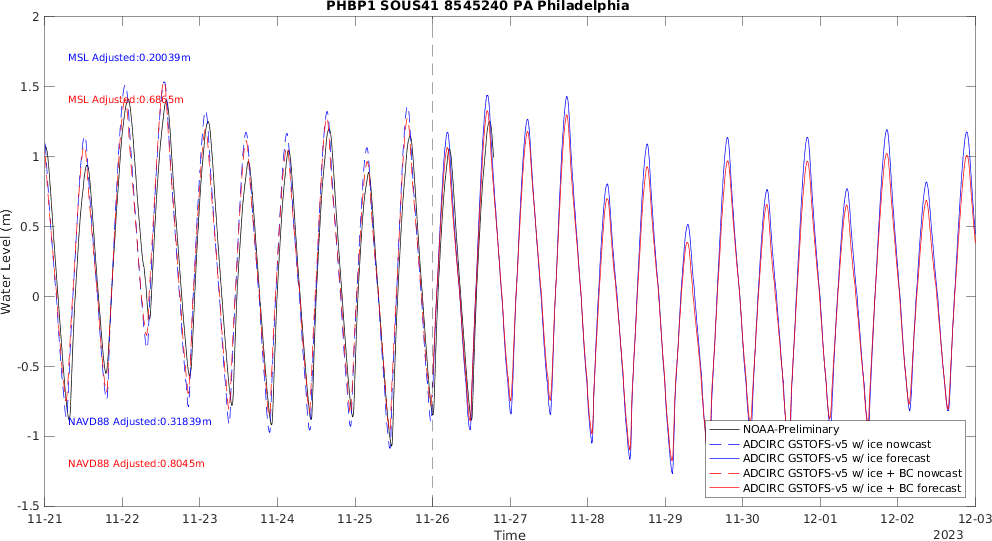 PHBP1 SOUS41 8545240 PA Philadelphia
2
1.5
1
0.5
0
-0.5
-1
-1.5
Water Level (m)
MSL Adjusted:0.20039m
MSL Adjusted:0.6865m
NAVD88 Adjusted:0.31839m
NAVD88 Adjusted:0.8045m
NOAA-Preliminary
ADCIRC GSTOFS-v5 w/ ice nowcast
ADCIRC GSTOFS-v5 w/ ice forecast
ADCIRC GSTOFS-v5 w/ ice + BC nowcast
ADCIRC GSTOFS-v5 w/ ice + BC forecast
11-21 11-22 11-23 11-24 11-25 11-26 11-27 11-28 11-29 11-30 12-01 12-02 12-03
Time
2023